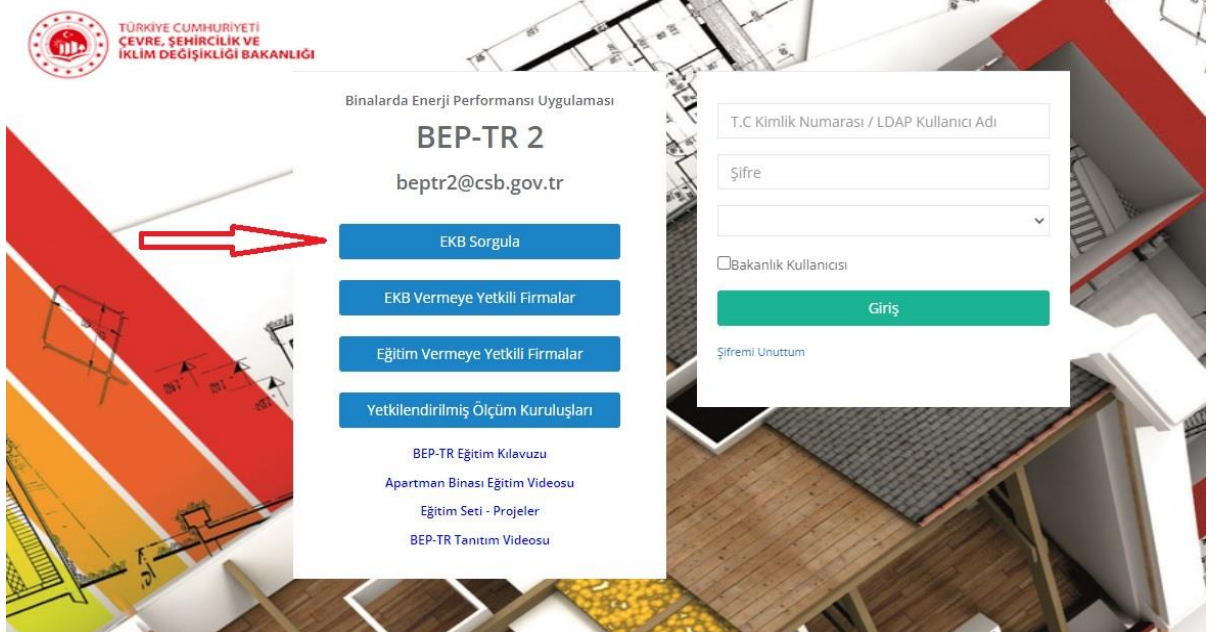 TÜRKİYE CUMHURİYETİ
ÇEVRE, ŞEHİRCİLİK VE
İKLİM DEĞİŞİKLİĞİ BAKANLIĞI
Binalarda Enerji Performansı Uygulaması
BEP-TR 2
beptr2@csb.gov.tr
EKB Sorgula
EKB Vermeye Yetkili Firmalar
Eğitim Vermeye Yetkili Firmalar
Yetkilendirilmiş Ölçüm Kuruluşları
BEP-TR Eğitim Kılavuzu
Apartman Binası Eğitim Videosu
Eğitim Seti - Projeler
BEP-TR Tanıtım Videosu
T.C Kimlik Numarası / LDAP Kullanıcı Adı
Şifre
Bakanlık Kullanıcısı
Giriş
Şifremi Unuttum